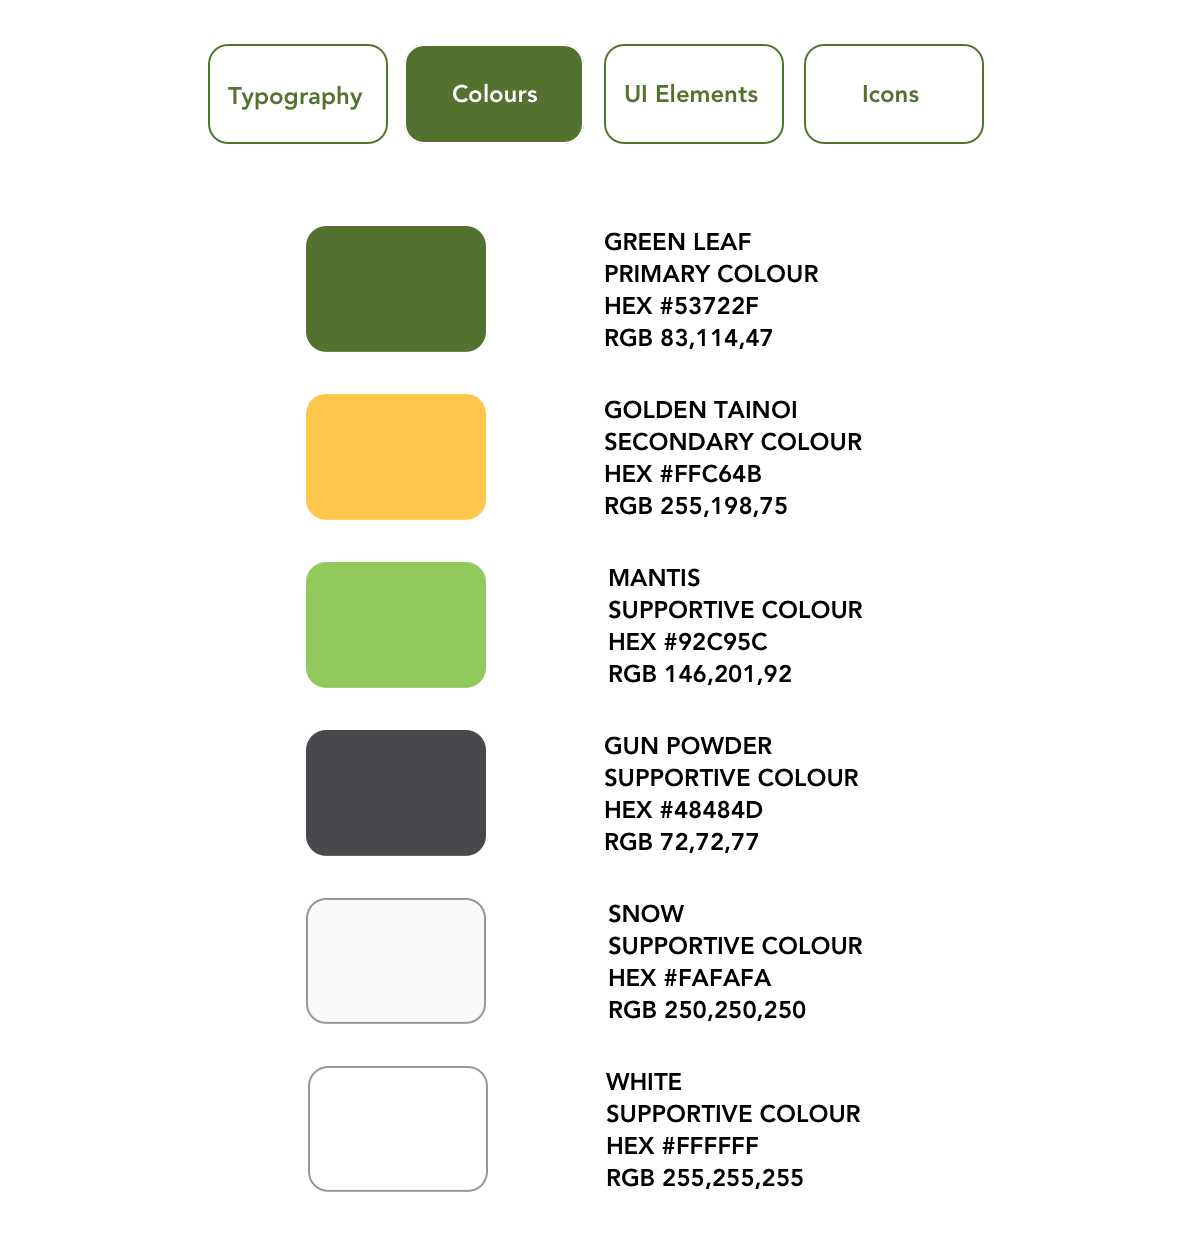 Typography
Colours
UI Elements
Icons
GREEN LEAF
PRIMARY COLOUR
HEX #53722F
RGB 83,114,47
GOLDEN TAINOI
SECONDARY COLOUR
HEX #FFC64B
RGB 255,198,75
MANTIS
SUPPORTIVE COLOUR
HEX #92C95C
RGB 146,201,92
GUN POWDER
SUPPORTIVE COLOUR
HEX #48484D
RGB 72,72,77
SNOW
SUPPORTIVE COLOUR
HEX #FAFAFA
RGB 250,250,250
WHITE
SUPPORTIVE COLOUR
HEX #FFFFFF
RGB 255,255,255